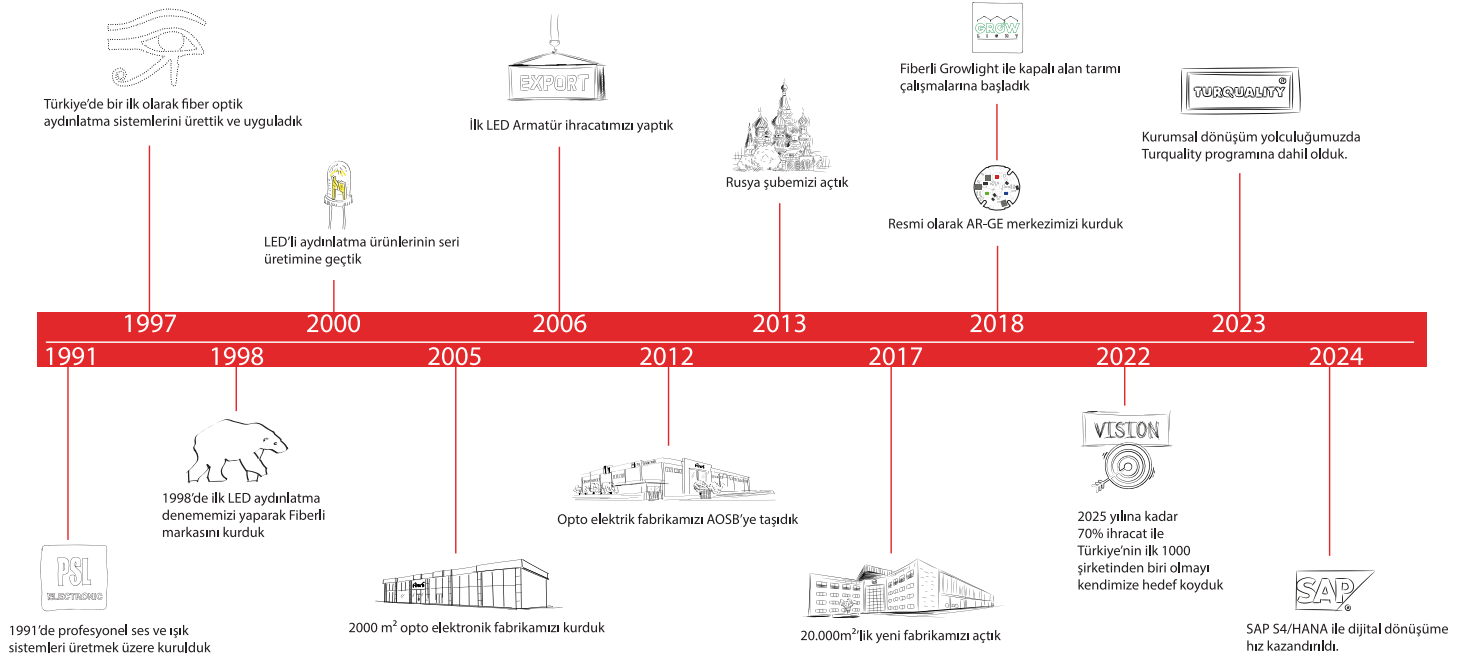 Türkiye'de bir ilk olarak fiber optik
aydınlatma sistemlerini ürettik ve uyguladık
LED'li aydınlatma ürünlerinin seri
üretimine geçtik
EXPORT
İlk LED Armatür ihracatımızı yaptık
Rusya şubemizi açtık
GROW
LIGHT
Fiberli Growlight ile kapalı alan tarımı
çalışmalarına başladık
Resmi olarak AR-GE merkezimizi kurduk
TURQUALITY®
Kurumsal dönüşüm yolculuğumuzda
Turquality programına dahil olduk.
1997 2000 2006 2013 2018 2023
1991 1998 2005 2012 2017 2022 2024
PSL
ELECTRONIC
1991'de profesyonel ses ve ışık
sistemleri üretmek üzere kurulduk
1998'de ilk LED aydınlatma
denememizi yaparak Fiberli
markasını kurduk
2000 m² opto elektronik fabrikamızı kurduk
Opto elektrik fabrikamızı AOSB'ye taşıdık
20.000m²'lik yeni fabrikamızı açtık
VISION
2025 yılına kadar
70% ihracat ile
Türkiye'nin ilk 1000
şirketinden biri olmayı
kendimize hedef koyduk
SAP®
SAP S4/HANA ile dijital dönüşüme
hız kazandırıldı.